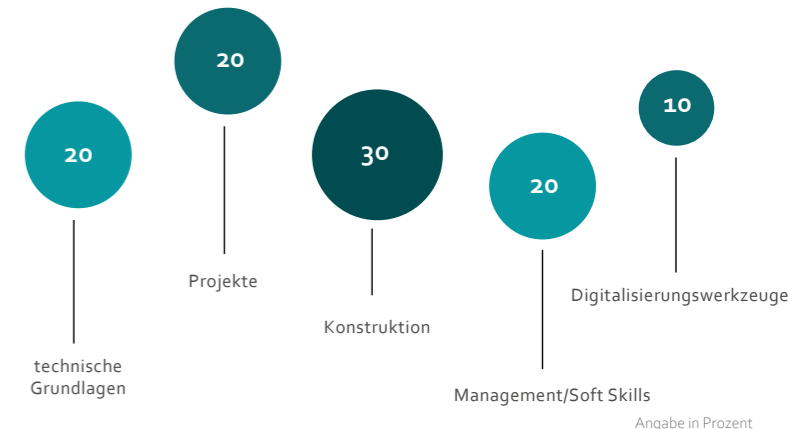 20
technische
Grundlagen
20
Projekte
30
Konstruktion
20
Management/Soft Skills
10
Digitalisierungswerkzeuge
Angabe in Prozent